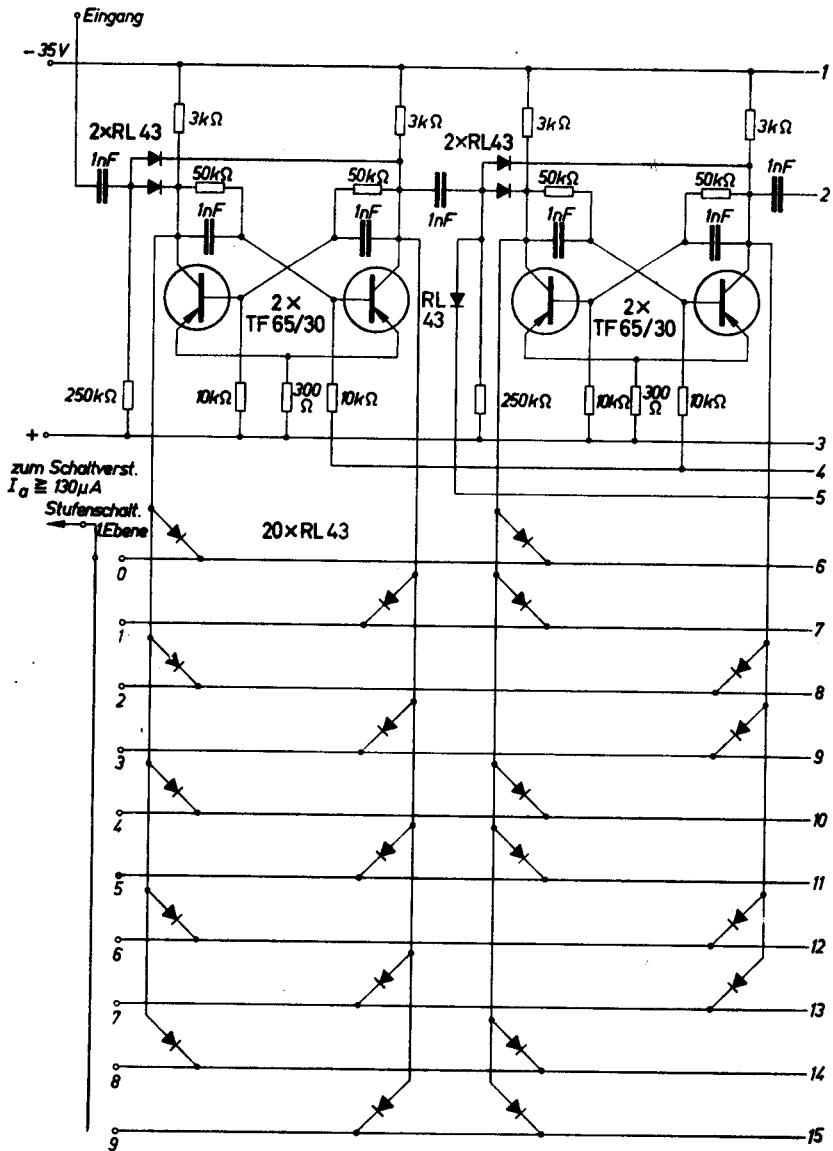 Eingang
-35V
1
3kΩ
3kΩ
3kΩ
3kΩ
2×RL 43
2×RL43
1nF
50kΩ
50kΩ
50kΩ
50kΩ
2
1nF
1nF
1nF
1nF
1nF
1nF
2×
TF 65/30
RL
43
2×
TF 65/30
250kΩ
10kΩ
300
Ω
10kΩ
250kΩ
10kΩ
300
Ω
10kΩ
+
3
4
5
zum Schaltverst.
Ia ≧ 130µA
Stufenschalt.
1.Ebene
20×RL 43
0
6
1
7
2
8
3
9
4
10
5
11
6
12
7
13
8
14
9
15